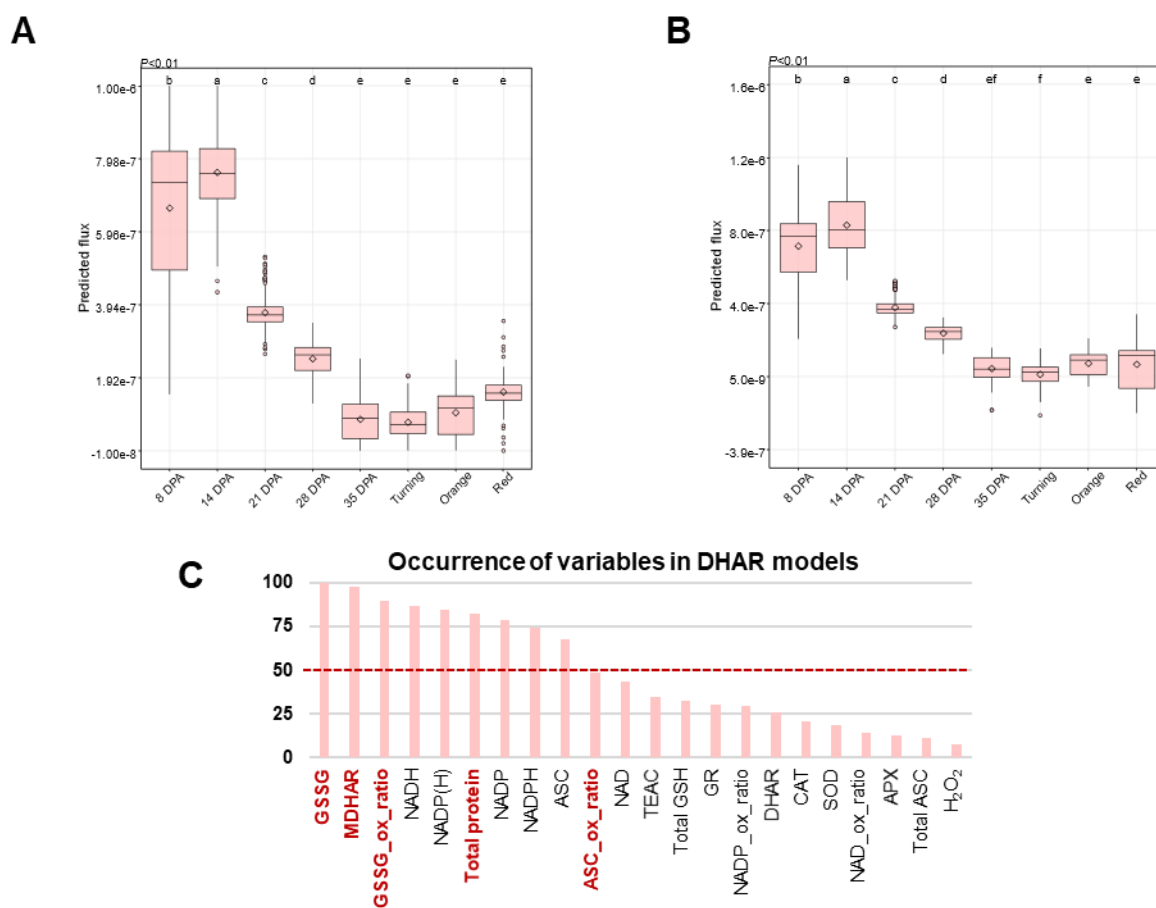 A
P<0.01
b a c d e e e e
1.00e-6
7.98e-7
5.96e-7
3.94e-7
1.92e-7
-1.00e-8
Predicted flux
8 DPA
14 DPA
21 DPA
28 DPA
35 DPA
Turning
Orange
Red
B
P<0.01
b a c d ef f e e
1.6e-6
1.2e-6
8.0e-7
4.0e-7
5.0e-9
-3.9e-7
Predicted flux
8 DPA
14 DPA
21 DPA
28 DPA
35 DPA
Turning
Orange
Red
C
Occurrence of variables in DHAR models
100
75
50
25
0
GSSG
MDHAR
GSSG_ox_ratio
NADH
NADP(H)
Total protein
NADP
NADPH
ASC
ASC_ox_ratio
NAD
TEAC
Total GSH
GR
NADP_ox_ratio
DHAR
CAT
SOD
NAD_ox_ratio
APX
Total ASC
H₂O₂